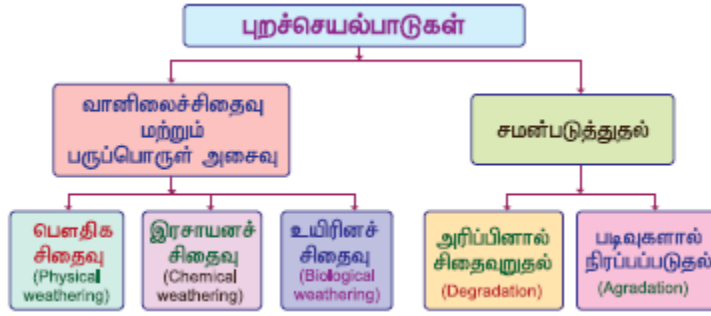 புறச்செயல்பாடுகள்
வானிலைச்சிதைவு
மற்றும்
பருப்பொருள் அசைவு
சமன்படுத்துதல்
பௌதிக
சிதைவு
(Physical
weathering)
இரசாயனச்
சிதைவு
(Chemical
weathering)
உயிரினச்
சிதைவு
(Biological
weathering)
அரிப்பினால்
சிதைவுறுதல்
(Degradation)
படிவுகளால்
நிரப்பப்படுதல்
(Agradation)